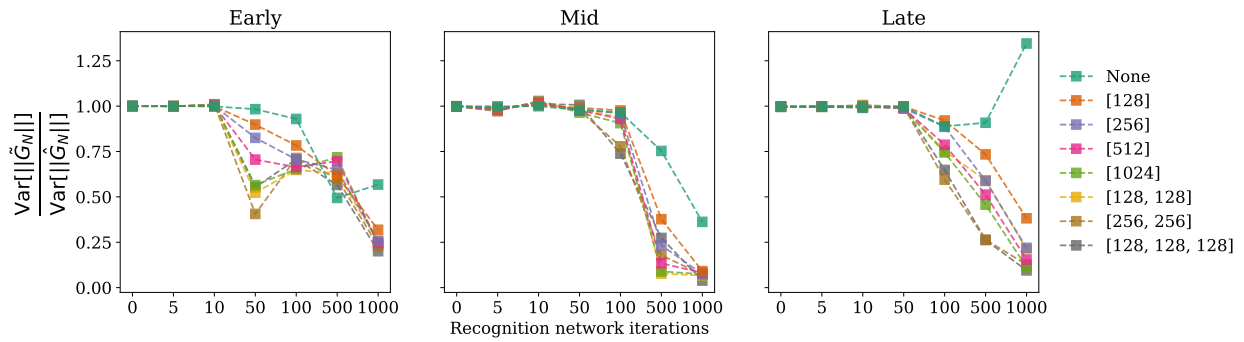 Early
Mid
Late
Var[||G̃_N||]
Var[||Ĝ_N||]
1.25
1.00
0.75
0.50
0.25
0.00
0 5 10 50 100 500 1000
0 5 10 50 100 500 1000
0 5 10 50 100 500 1000
Recognition network iterations
None
[128]
[256]
[512]
[1024]
[128, 128]
[256, 256]
[128, 128, 128]